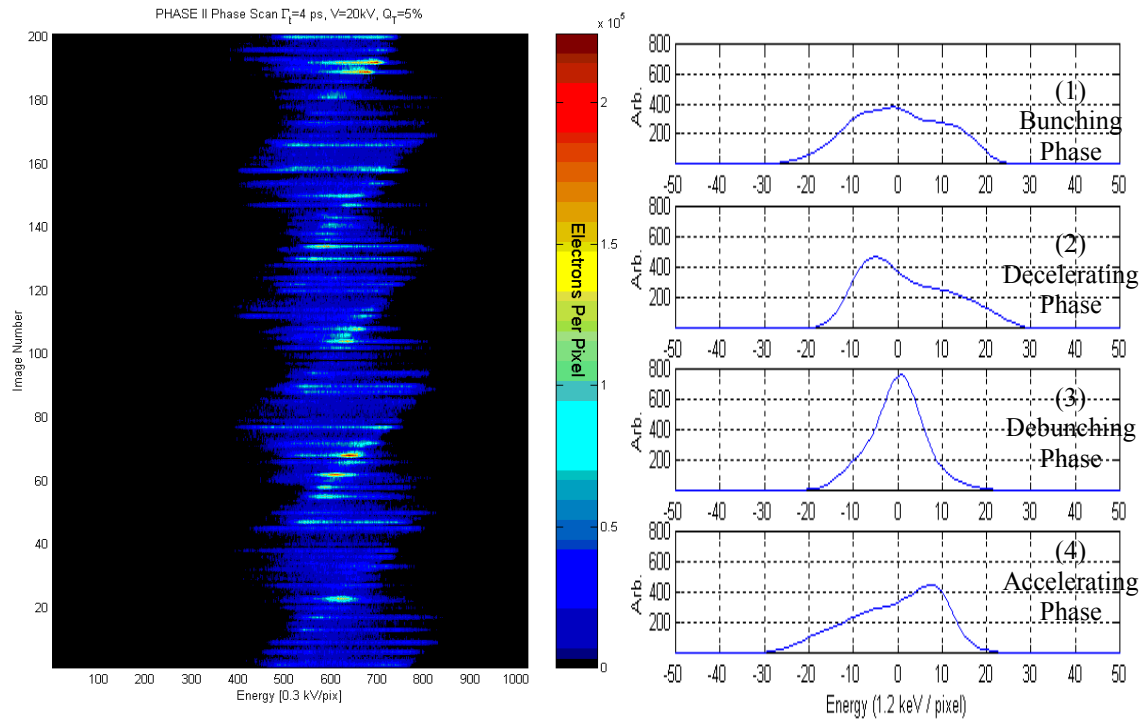 PHASE II Phase Scan Γt=4 ps, V=20kV, QT=5%
Image Number
200
180
160
140
120
100
80
60
40
20
100 200 300 400 500 600 700 800 900 1000
Energy [0.3 kV/pix]
x 10^5
2
1.5
1
0.5
0
Electrons Per Pixel
800
600
400
200
Arb.
(1)
Bunching
Phase
-50 -40 -30 -20 -10 0 10 20 30 40 50
800
600
400
200
Arb.
(2)
Decelerating
Phase
-50 -40 -30 -20 -10 0 10 20 30 40 50
800
600
400
200
Arb.
(3)
Debunching
Phase
-50 -40 -30 -20 -10 0 10 20 30 40 50
800
600
400
200
Arb.
(4)
Accelerating
Phase
-50 -40 -30 -20 -10 0 10 20 30 40 50
Energy (1.2 keV / pixel)